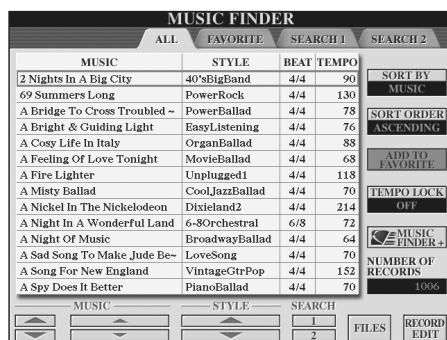 MUSIC FINDER
ALL FAVORITE SEARCH 1 SEARCH 2
MUSIC STYLE BEAT TEMPO
2 Nights In A Big City 40'sBigBand 4/4 90
69 Summers Long PowerRock 4/4 130
A Bridge To Cross Troubled ~ PowerBallad 4/4 78
A Bright & Guiding Light EasyListening 4/4 76
A Cosy Life In Italy OrganBallad 4/4 88
A Feeling Of Love Tonight MovieBallad 4/4 68
A Fire Lighter Unplugged1 4/4 118
A Misty Ballad CoolJazzBallad 4/4 70
A Nickel In The Nickelodeon Dixieland2 4/4 214
A Night In A Wonderful Land 6-8Orchestral 6/8 72
A Night Of Music BroadwayBallad 4/4 64
A Sad Song To Make Jude Be~ LoveSong 4/4 70
A Song For New England VintageGtrPop 4/4 152
A Spy Does It Better PianoBallad 4/4 70
SORT BY
MUSIC
SORT ORDER
ASCENDING
ADD TO
FAVORITE
TEMPO LOCK
OFF
MUSIC
FINDER +
NUMBER OF
RECORDS
1006
MUSIC STYLE SEARCH
1
2
FILES
RECORD
EDIT